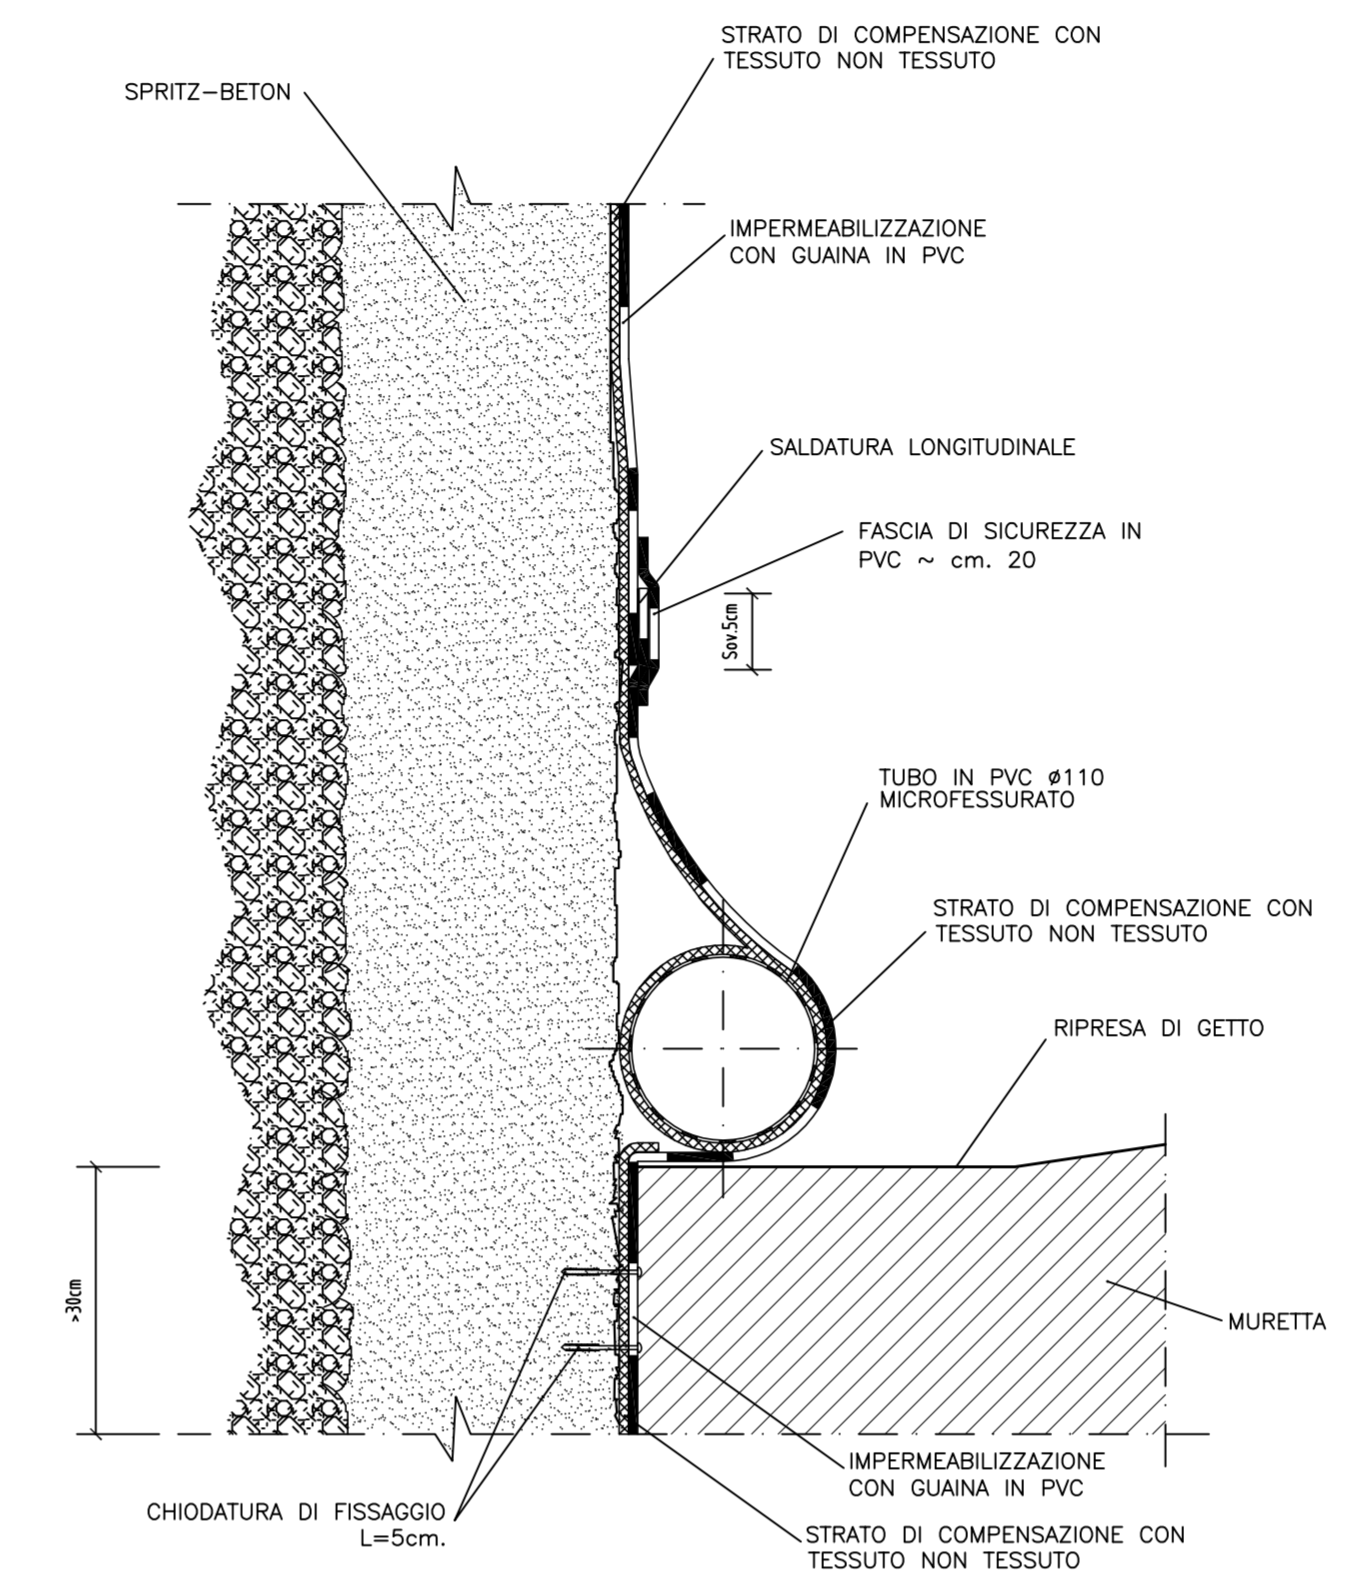 STRATO DI COMPENSAZIONE CON
TESSUTO NON TESSUTO
SPRITZ-BETON
IMPERMEABILIZZAZIONE
CON GUAINA IN PVC
SALDATURA LONGITUDINALE
FASCIA DI SICUREZZA IN
PVC ~ cm. 20
Sov.5cm
TUBO IN PVC ø110
MICROFESSURATO
STRATO DI COMPENSAZIONE CON
TESSUTO NON TESSUTO
RIPRESA DI GETTO
>30cm
MURETTA
IMPERMEABILIZZAZIONE
CON GUAINA IN PVC
CHIODATURA DI FISSAGGIO
L=5cm.
STRATO DI COMPENSAZIONE CON
TESSUTO NON TESSUTO